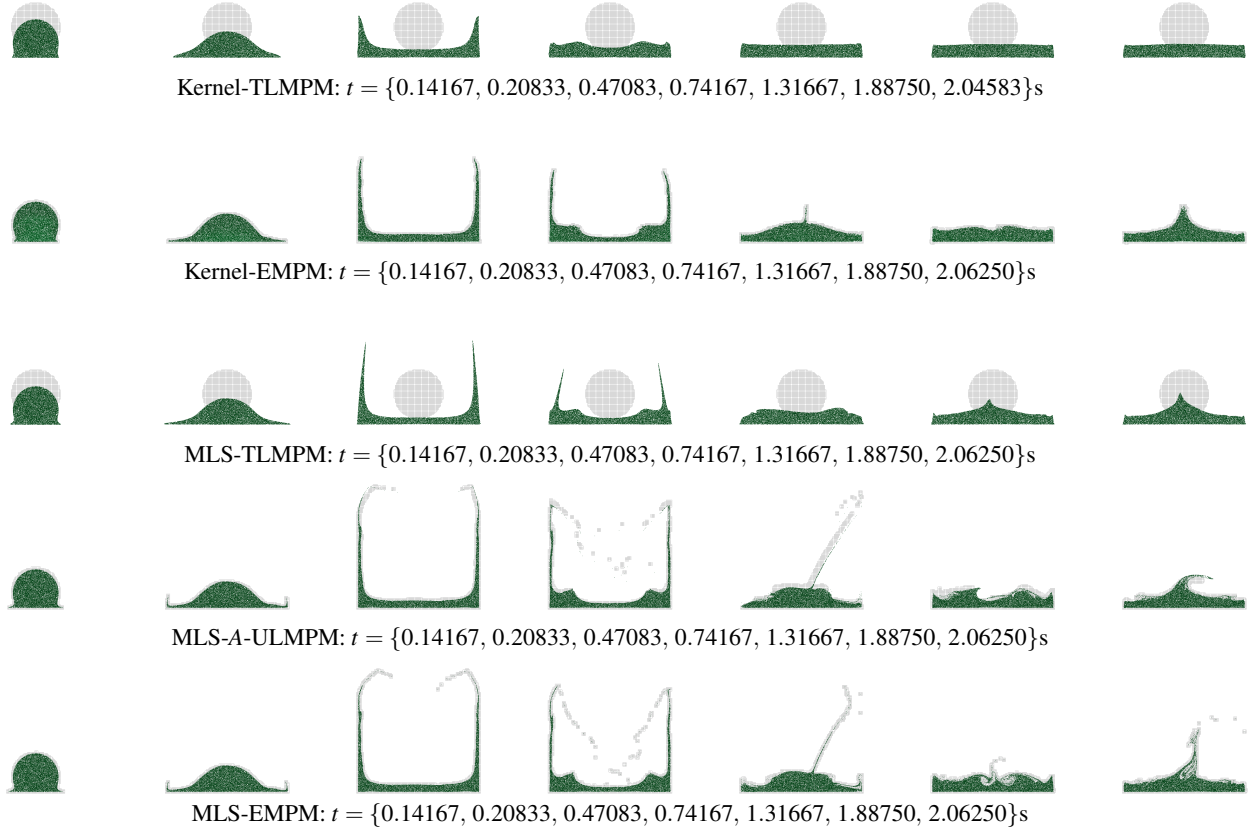 Kernel-TLMPM: t = {0.14167, 0.20833, 0.47083, 0.74167, 1.31667, 1.88750, 2.04583}s
Kernel-EMPM: t = {0.14167, 0.20833, 0.47083, 0.74167, 1.31667, 1.88750, 2.06250}s
MLS-TLMPM: t = {0.14167, 0.20833, 0.47083, 0.74167, 1.31667, 1.88750, 2.06250}s
MLS-A-ULMPM: t = {0.14167, 0.20833, 0.47083, 0.74167, 1.31667, 1.88750, 2.06250}s
MLS-EMPM: t = {0.14167, 0.20833, 0.47083, 0.74167, 1.31667, 1.88750, 2.06250}s